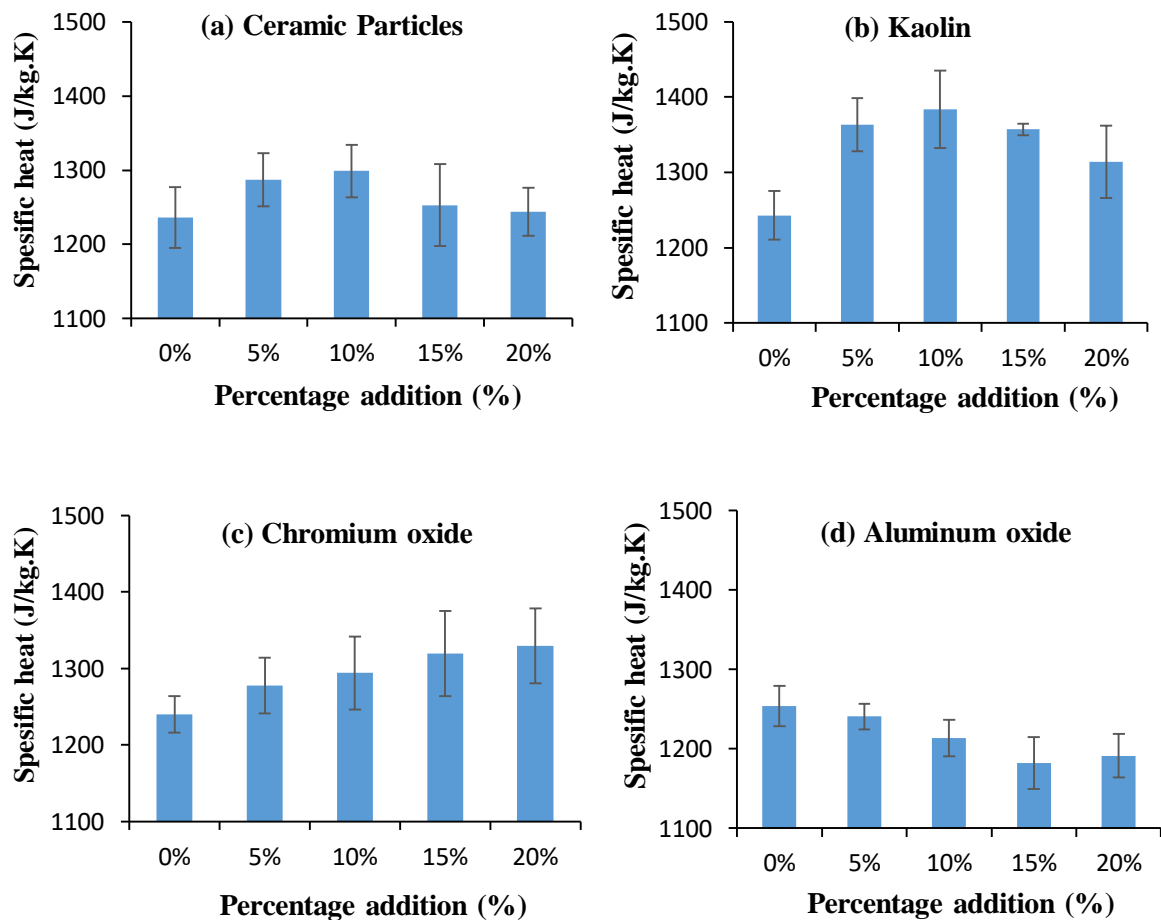 (a) Ceramic Particles
Spesific heat (J/kg.K)
1500
1400
1300
1200
1100
0% 5% 10% 15% 20%
Percentage addition (%)
(b) Kaolin
Spesific heat (J/kg.K)
1500
1400
1300
1200
1100
0% 5% 10% 15% 20%
Percentage addition (%)
(c) Chromium oxide
Spesific heat (J/kg.K)
1500
1400
1300
1200
1100
0% 5% 10% 15% 20%
Percentage addition (%)
(d) Aluminum oxide
Spesific heat (J/kg.K)
1500
1400
1300
1200
1100
0% 5% 10% 15% 20%
Percentage addition (%)